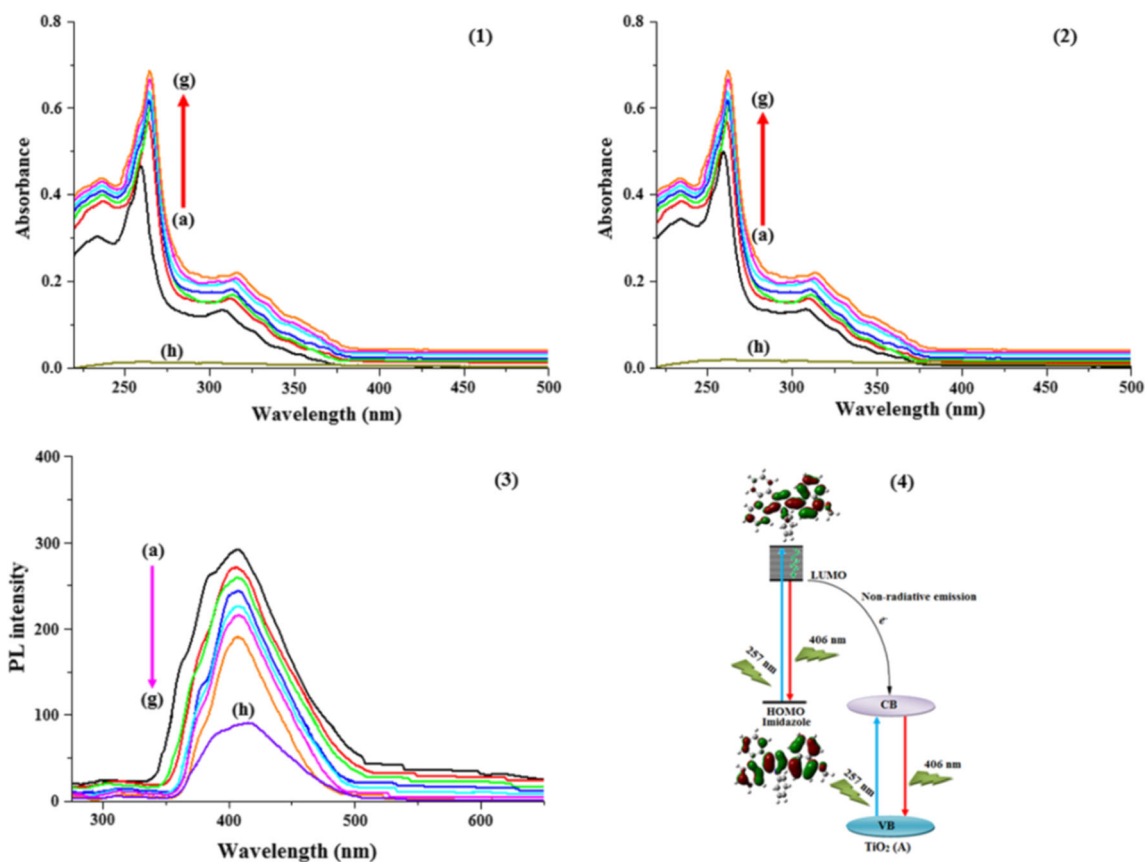 (1)
(g)
(a)
(h)
Absorbance
0.8
0.6
0.4
0.2
0.0
250 300 350 400 450 500
Wavelength (nm)
(2)
(g)
(a)
(h)
Absorbance
0.8
0.6
0.4
0.2
0.0
250 300 350 400 450 500
Wavelength (nm)
(3)
(a)
(g)
(h)
PL intensity
400
300
200
100
0
300 400 500 600
Wavelength (nm)
(4)
LUMO
Non-radiative emission
e-
257 nm
406 nm
HOMO
Imidazole
CB
257 nm
406 nm
VB
TiO₂ (A)